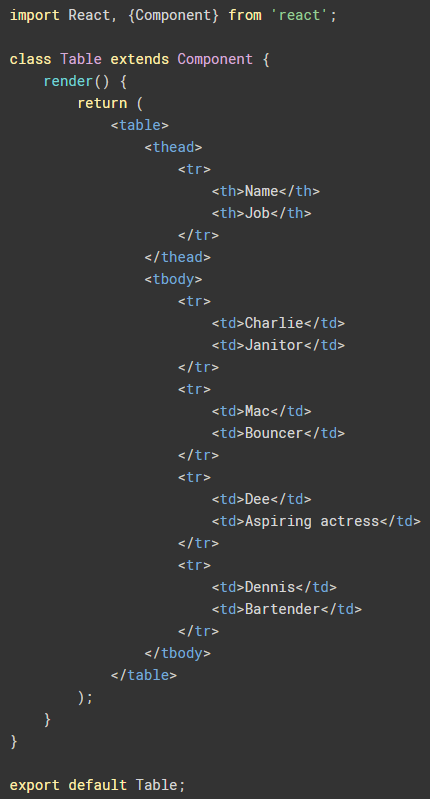 import React, {Component} from 'react';

class Table extends Component {
    render() {
        return (
            <table>
                <thead>
                    <tr>
                        <th>Name</th>
                        <th>Job</th>
                    </tr>
                </thead>
                <tbody>
                    <tr>
                        <td>Charlie</td>
                        <td>Janitor</td>
                    </tr>
                    <tr>
                        <td>Mac</td>
                        <td>Bouncer</td>
                    </tr>
                    <tr>
                        <td>Dee</td>
                        <td>Aspiring actress</td>
                    </tr>
                    <tr>
                        <td>Dennis</td>
                        <td>Bartender</td>
                    </tr>
                </tbody>
            </table>
        );
    }
}

export default Table;